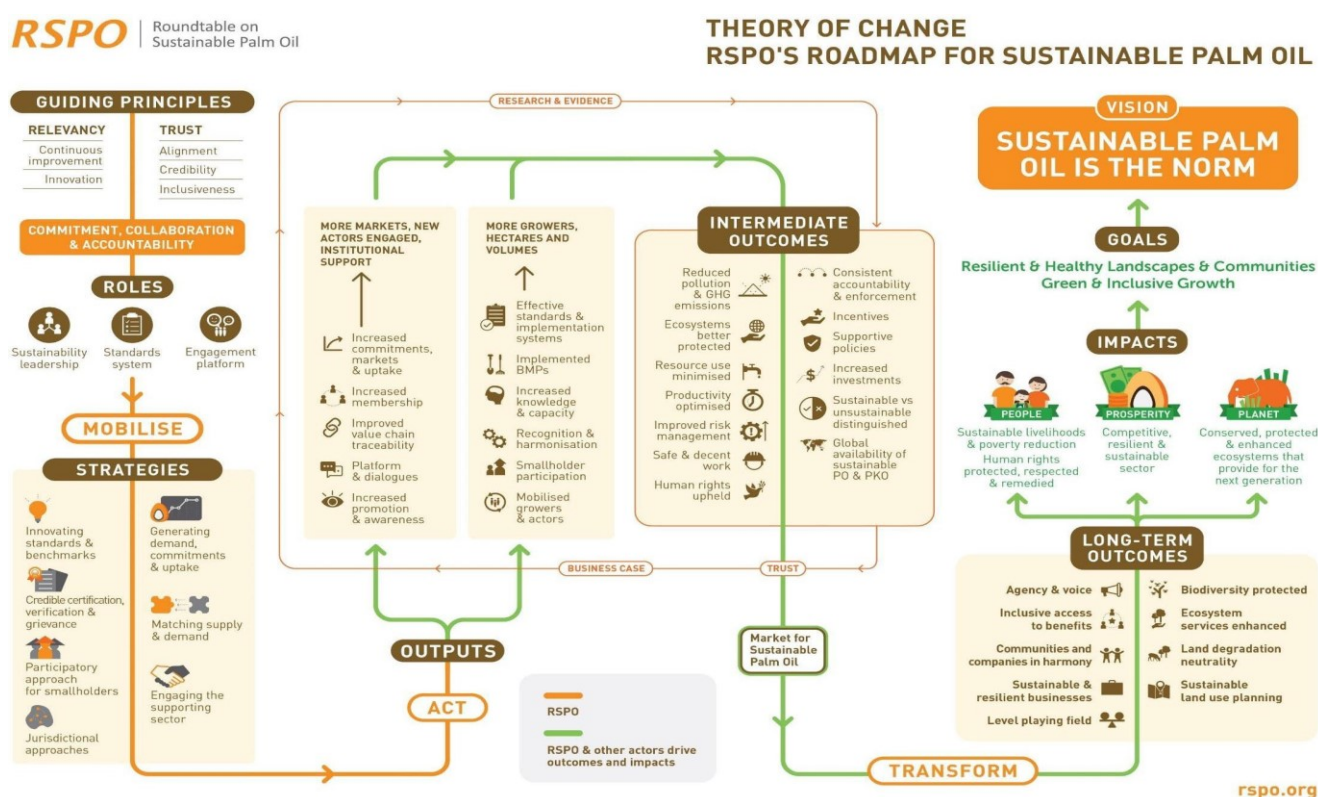 RSPO
Roundtable on
Sustainable Palm Oil
THEORY OF CHANGE
RSPO'S ROADMAP FOR SUSTAINABLE PALM OIL
GUIDING PRINCIPLES
RELEVANCY
Continuous
improvement
Innovation
TRUST
Alignment
Credibility
Inclusiveness
COMMITMENT, COLLABORATION
& ACCOUNTABILITY
ROLES
Sustainability
leadership
Standards
system
Engagement
platform
MOBILISE
STRATEGIES
Innovating
standards &
benchmarks
Credible certification,
verification &
grievance
Participatory
approach
for smallholders
Jurisdictional
approaches
Generating
demand,
commitments
& uptake
Matching supply
& demand
Engaging the
supporting
sector
RESEARCH & EVIDENCE
MORE MARKETS, NEW
ACTORS ENGAGED,
INSTITUTIONAL
SUPPORT
Increased
commitments,
markets
& uptake
Increased
membership
Improved
value chain
traceability
Platform
& dialogues
Increased
promotion
& awareness
MORE GROWERS,
HECTARES AND
VOLUMES
Effective
standards &
implementation
systems
Implemented
BMPs
Increased
knowledge
& capacity
Recognition &
harmonisation
Smallholder
participation
Mobilised
growers
& actors
BUSINESS CASE
TRUST
OUTPUTS
ACT
INTERMEDIATE
OUTCOMES
Reduced
pollution
& GHG
emissions
Ecosystems
better
protected
Resource use
minimised
Productivity
optimised
Improved risk
management
Safe & decent
work
Human rights
upheld
Consistent
accountability
& enforcement
Incentives
Supportive
policies
Increased
investments
Sustainable vs
unsustainable
distinguished
Global
availability of
sustainable
PO & PKO
Market for
Sustainable
Palm Oil
RSPO
RSPO & other actors drive
outcomes and impacts
TRANSFORM
VISION
SUSTAINABLE PALM
OIL IS THE NORM
GOALS
Resilient & Healthy Landscapes & Communities
Green & Inclusive Growth
IMPACTS
PEOPLE
Sustainable livelihoods
& poverty reduction
Human rights
protected, respected
& remedied
PROSPERITY
Competitive,
resilient &
sustainable
sector
PLANET
Conserved, protected
& enhanced
ecosystems that
provide for the
next generation
LONG-TERM
OUTCOMES
Agency & voice
Inclusive access
to benefits
Communities and
companies in harmony
Sustainable &
resilient businesses
Level playing field
Biodiversity protected
Ecosystem
services enhanced
Land degradation
neutrality
Sustainable
land use planning
rspo.org